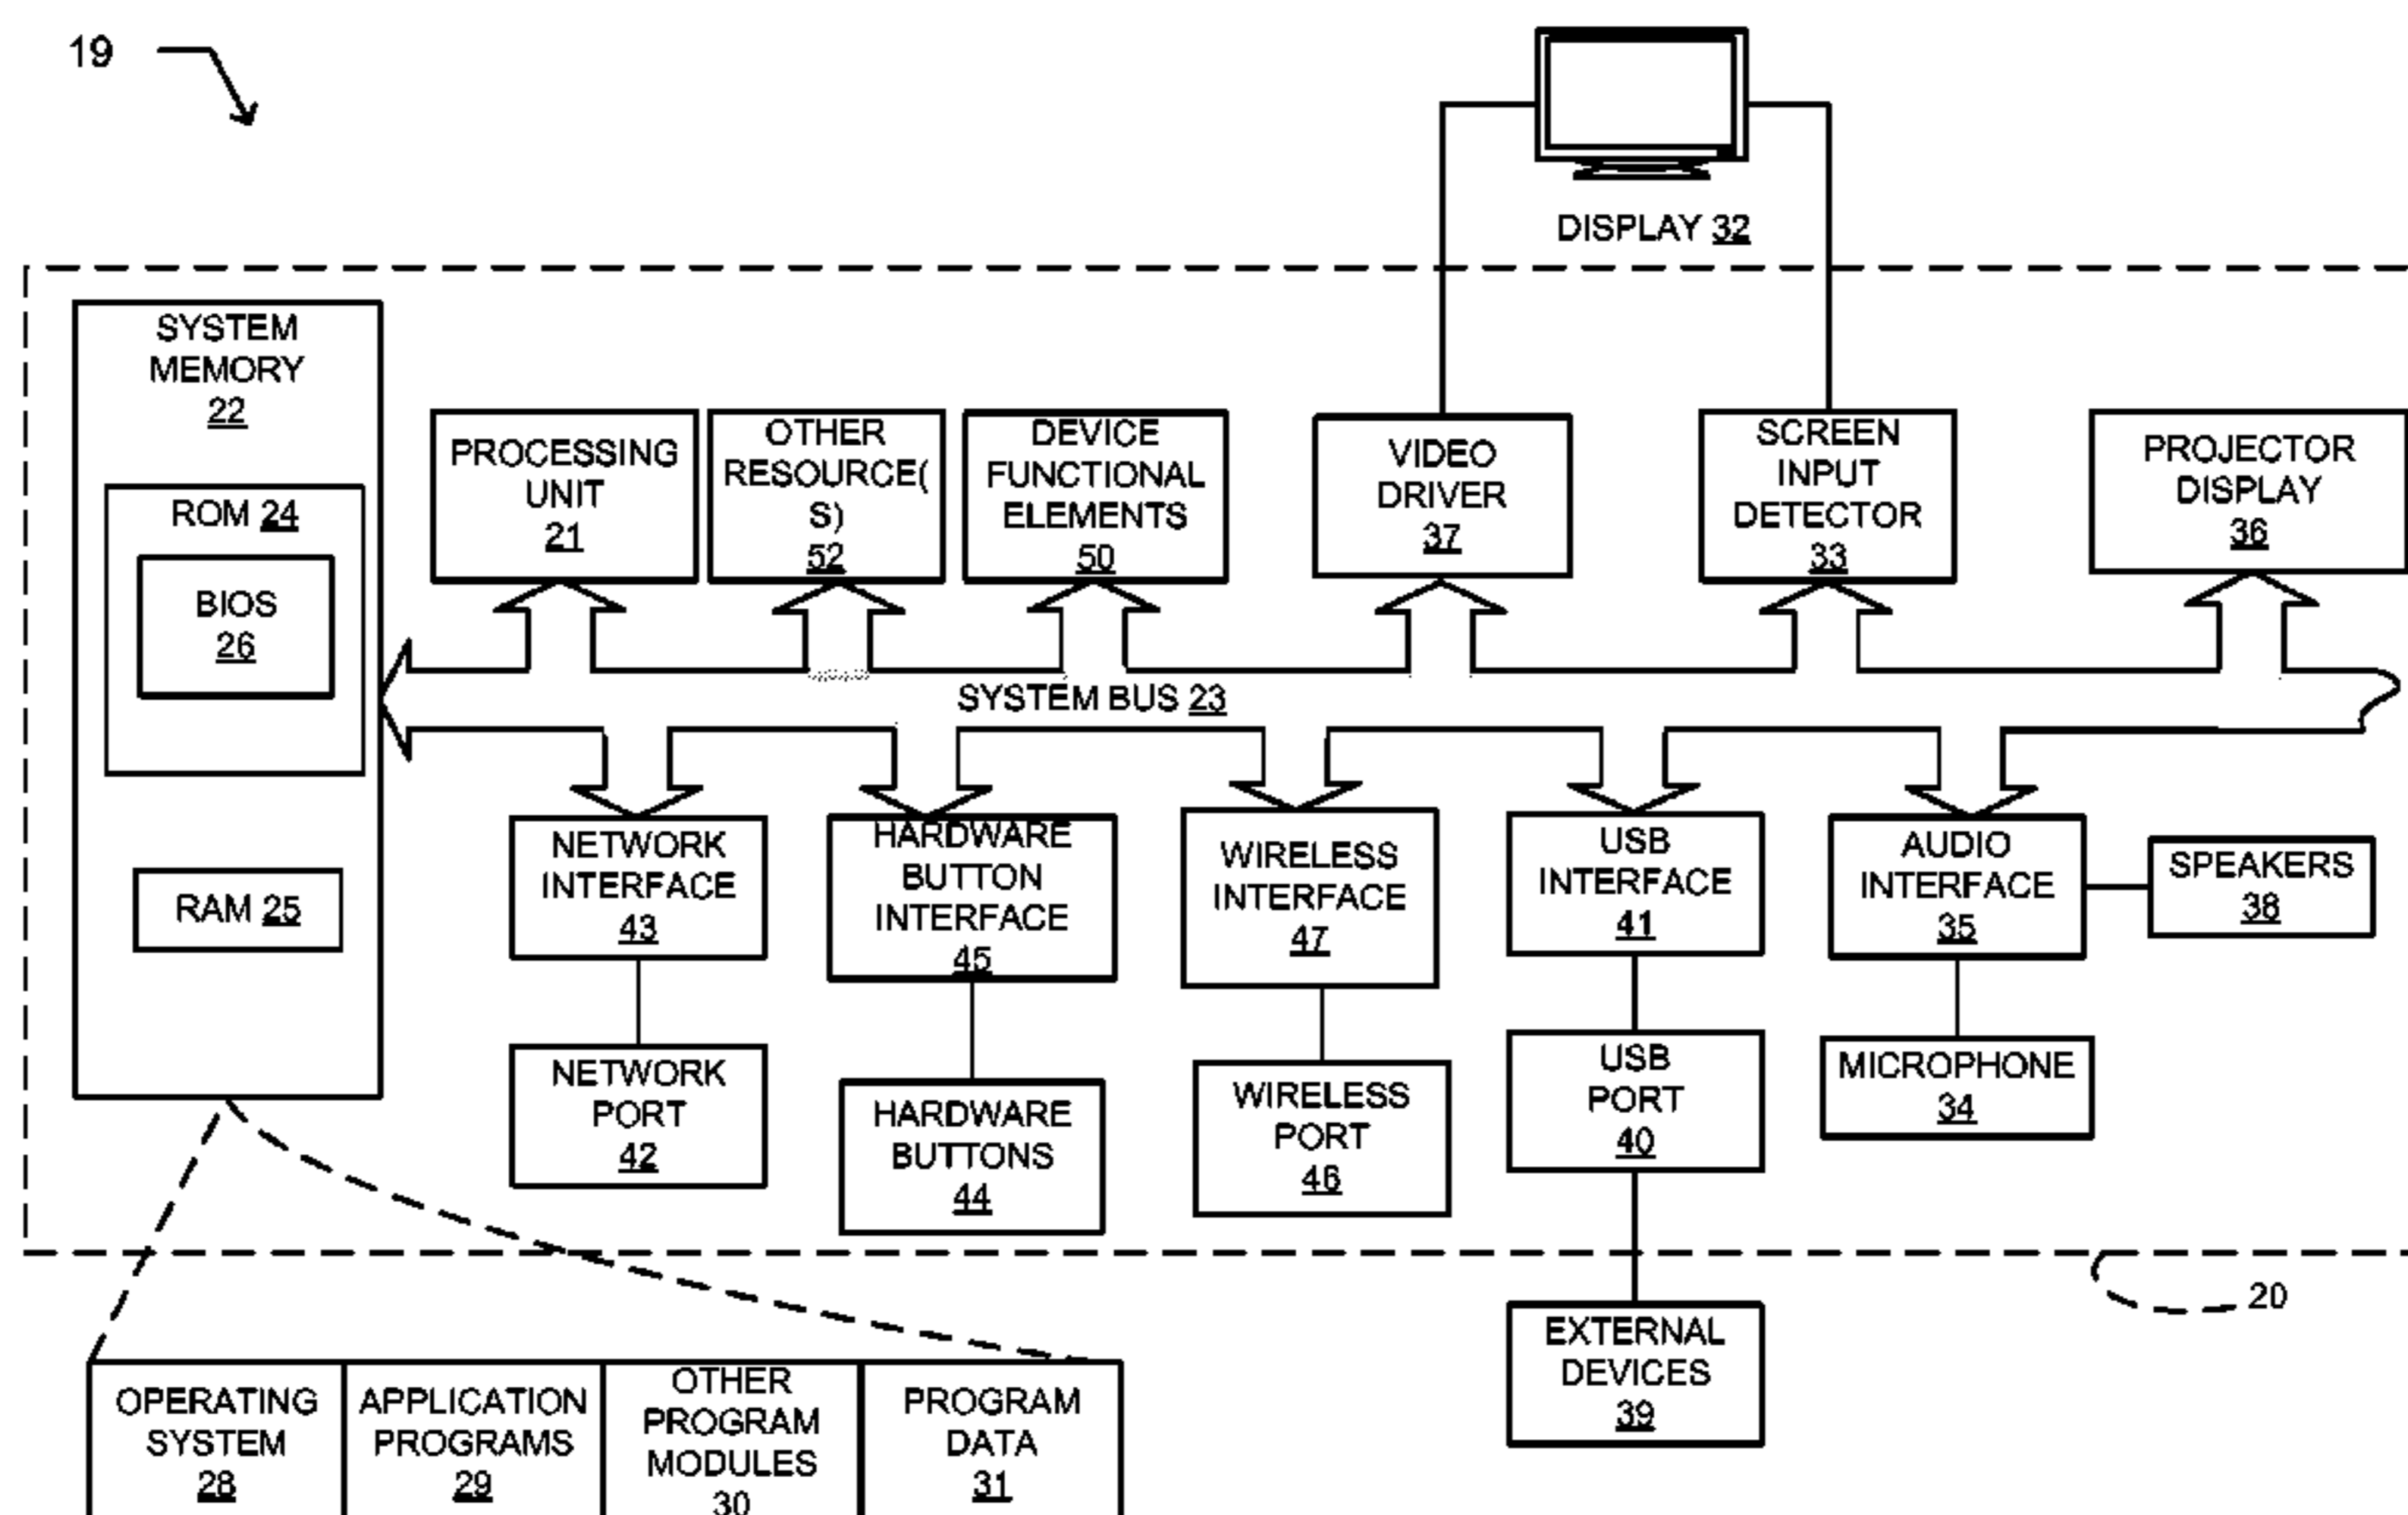 19
DISPLAY 32
SYSTEM
MEMORY
22
ROM 24
BIOS
26
RAM 25
PROCESSING
UNIT
21
OTHER
RESOURCE(
S)
52
DEVICE
FUNCTIONAL
ELEMENTS
50
VIDEO
DRIVER
37
SCREEN
INPUT
DETECTOR
33
PROJECTOR
DISPLAY
36
SYSTEM BUS 23
NETWORK
INTERFACE
43
HARDWARE
BUTTON
INTERFACE
45
WIRELESS
INTERFACE
47
USB
INTERFACE
41
AUDIO
INTERFACE
35
SPEAKERS
38
NETWORK
PORT
42
HARDWARE
BUTTONS
44
WIRELESS
PORT
46
USB
PORT
40
MICROPHONE
34
20
EXTERNAL
DEVICES
39
OPERATING
SYSTEM
28
APPLICATION
PROGRAMS
29
OTHER
PROGRAM
MODULES
30
PROGRAM
DATA
31